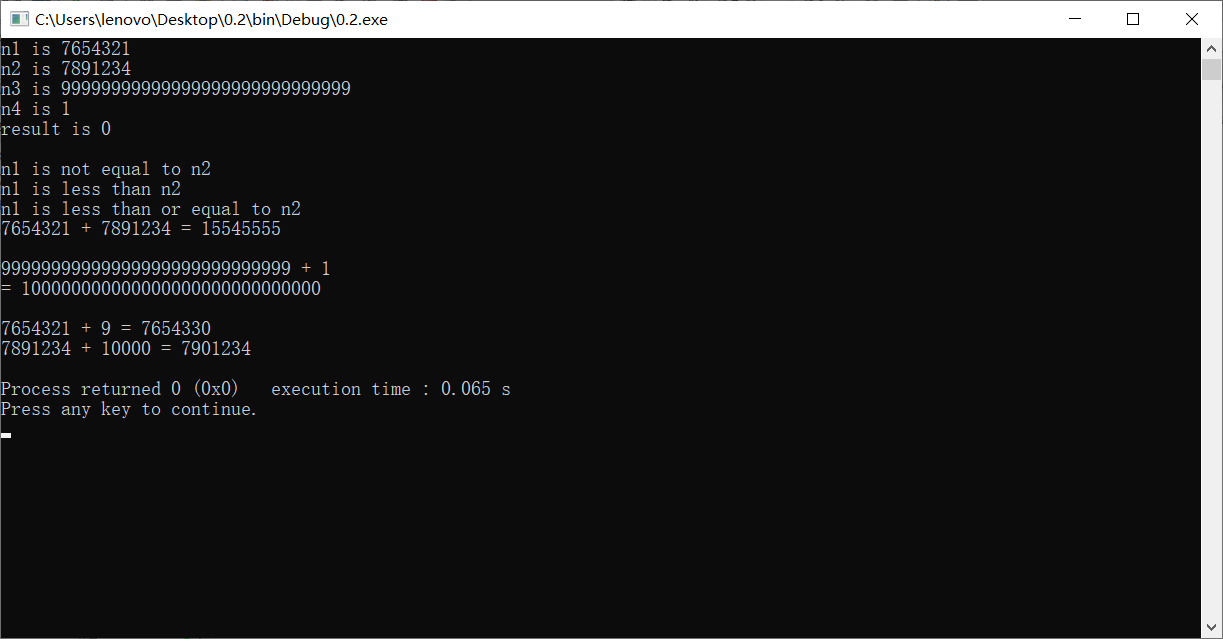 C:\Users\lenovo\Desktop\0.2\bin\Debug\0.2.exe
n1 is 7654321
n2 is 7891234
n3 is 99999999999999999999999999999
n4 is 1
result is 0
n1 is not equal to n2
n1 is less than n2
n1 is less than or equal to n2
7654321 + 7891234 = 15545555
99999999999999999999999999999 + 1
= 100000000000000000000000000000
7654321 + 9 = 7654330
7891234 + 10000 = 7901234
Process returned 0 (0x0)   execution time : 0.065 s
Press any key to continue.